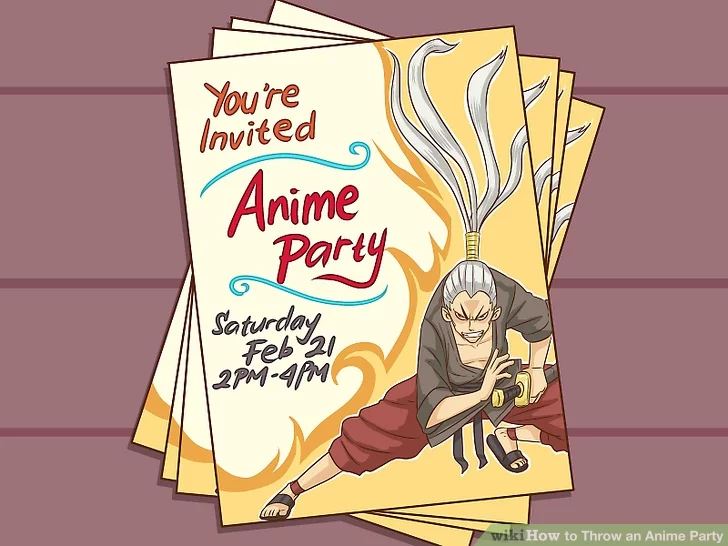 You're
Invited
Anime
Party
Saturday
Feb 21
2PM-4PM
wikiHow to Throw an Anime Party